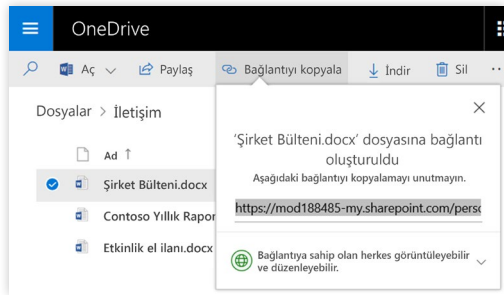 OneDrive
Aç Paylaş Bağlantıyı kopyala İndir Sil
Dosyalar > İletişim
Ad ↑
Şirket Bülteni.docx
Contoso Yıllık Rapor
Etkinlik el ilanı.docx
'Şirket Bülteni.docx' dosyasına bağlantı
oluşturuldu
Aşağıdaki bağlantıyı kopyalamayı unutmayın.
https://mod188485-my.sharepoint.com/perso
Bağlantıya sahip olan herkes görüntüleyebilir
ve düzenleyebilir.